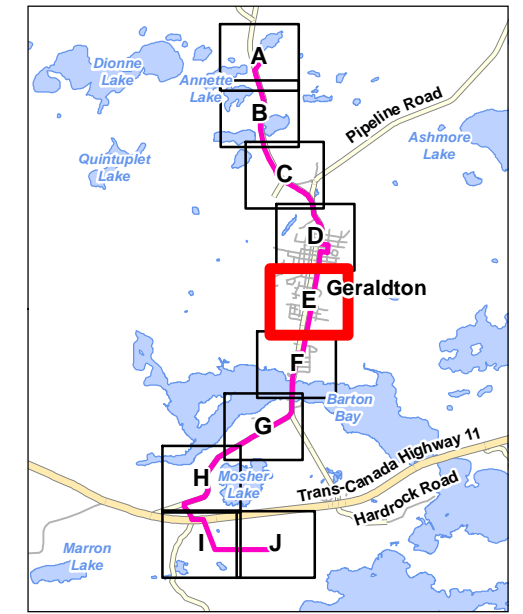 A
Dionne
Lake
Annette
Lake
B
Pipeline Road
Ashmore
Lake
Quintuplet
Lake
C
D
E
Geraldton
F
Barton
Bay
G
Trans-Canada Highway 11
H
Mosher
Lake
Hardrock Road
I
J
Marron
Lake